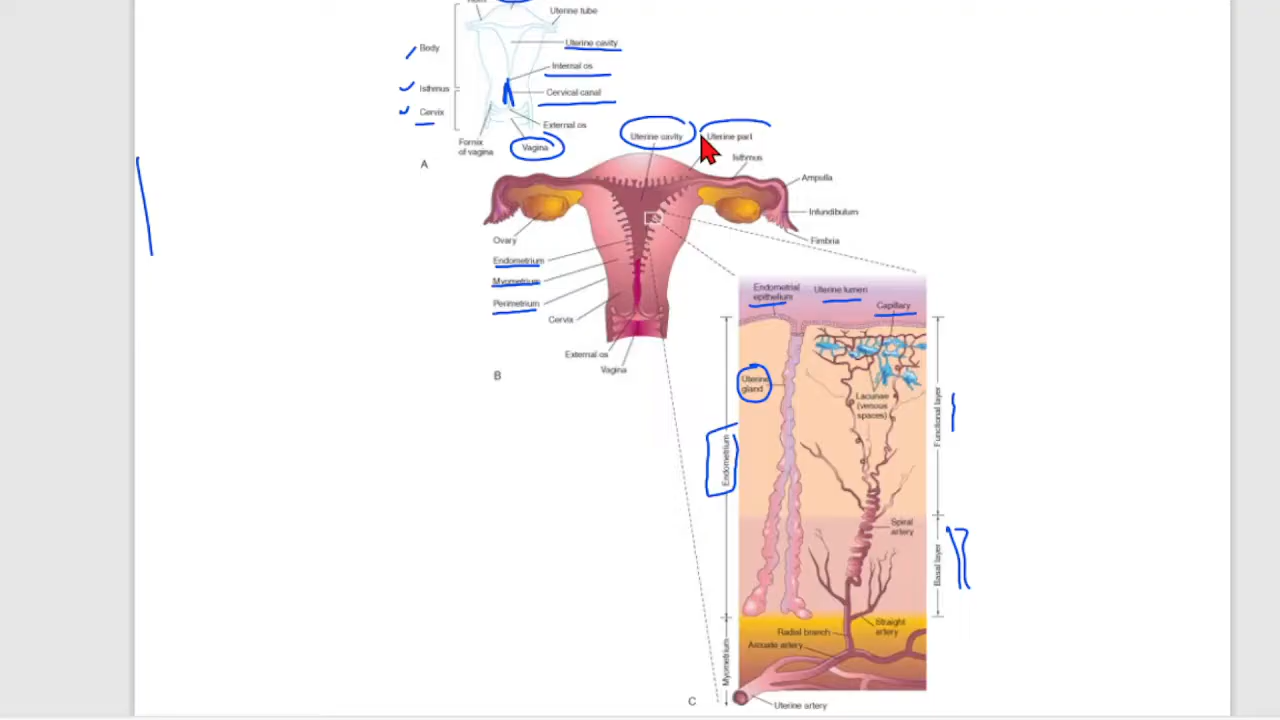 Uterine tube
Body
Uterine cavity
Internal os
Isthmus
Cervical canal
Cervix
External os
Fornix
of vagina
Vagina
A
Uterine cavity
Uterine part
Isthmus
Ampulla
Infundibulum
Fimbria
Ovary
Endometrium
Myometrium
Perimetrium
Cervix
External os
Vagina
B
Endometrial
epithelium
Uterine lumen
Capillary
Uterine
gland
Lacunae
(venous
spaces)
Functional layer
Endometrium
Spiral
artery
Basal layer
Straight
artery
Radial branch
Arcuate artery
Myometrium
Uterine artery
C